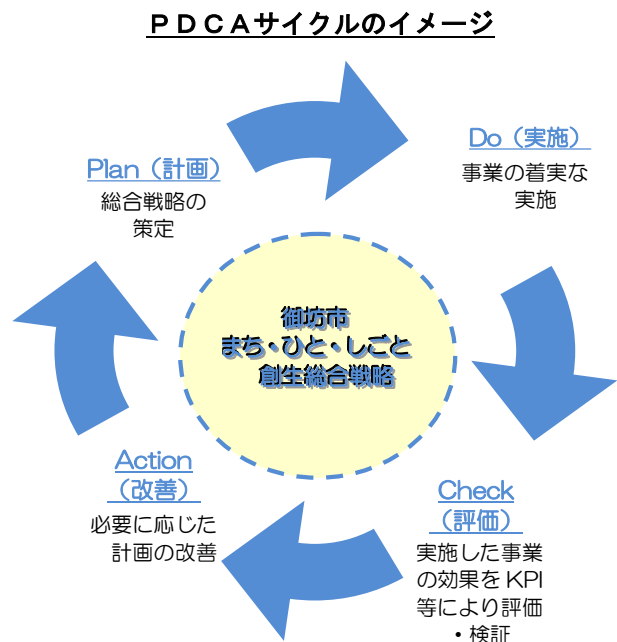 ＰＤＣＡサイクルのイメージ
Plan（計画）
総合戦略の
策定
Do（実施）
事業の着実な
実施
御坊市
まち・ひと・しごと
創生総合戦略
Action
（改善）
必要に応じた
計画の改善
Check
（評価）
実施した事業
の効果を KPI
等により評価
・検証